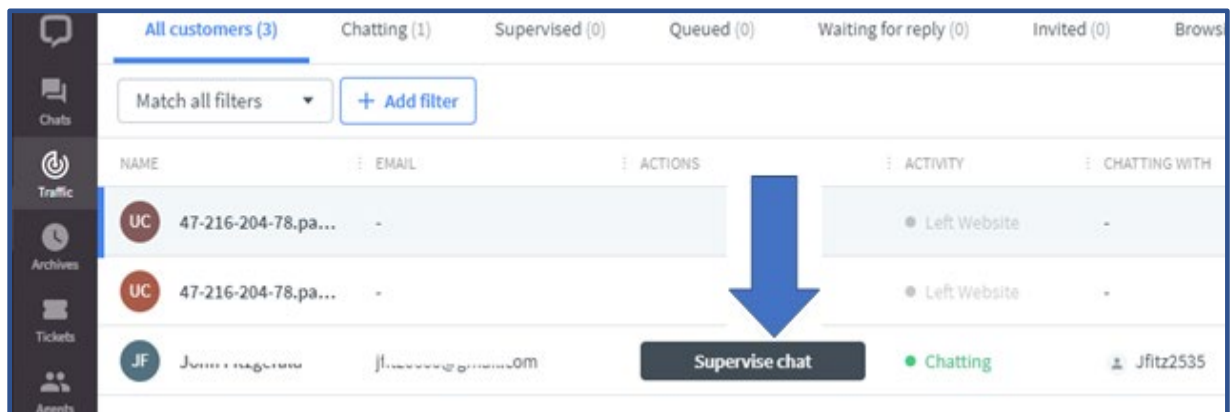 All customers (3) Chatting (1) Supervised (0) Queued (0) Waiting for reply (0) Invited (0) Brows
Match all filters + Add filter
Chats
NAME EMAIL ACTIONS ACTIVITY CHATTING WITH
Traffic
UC 47-216-204-78.pa... - Left Website -
Archives
UC 47-216-204-78.pa... - Left Website -
Tickets
JF Supervise chat Chatting Jfitz2535
Agents